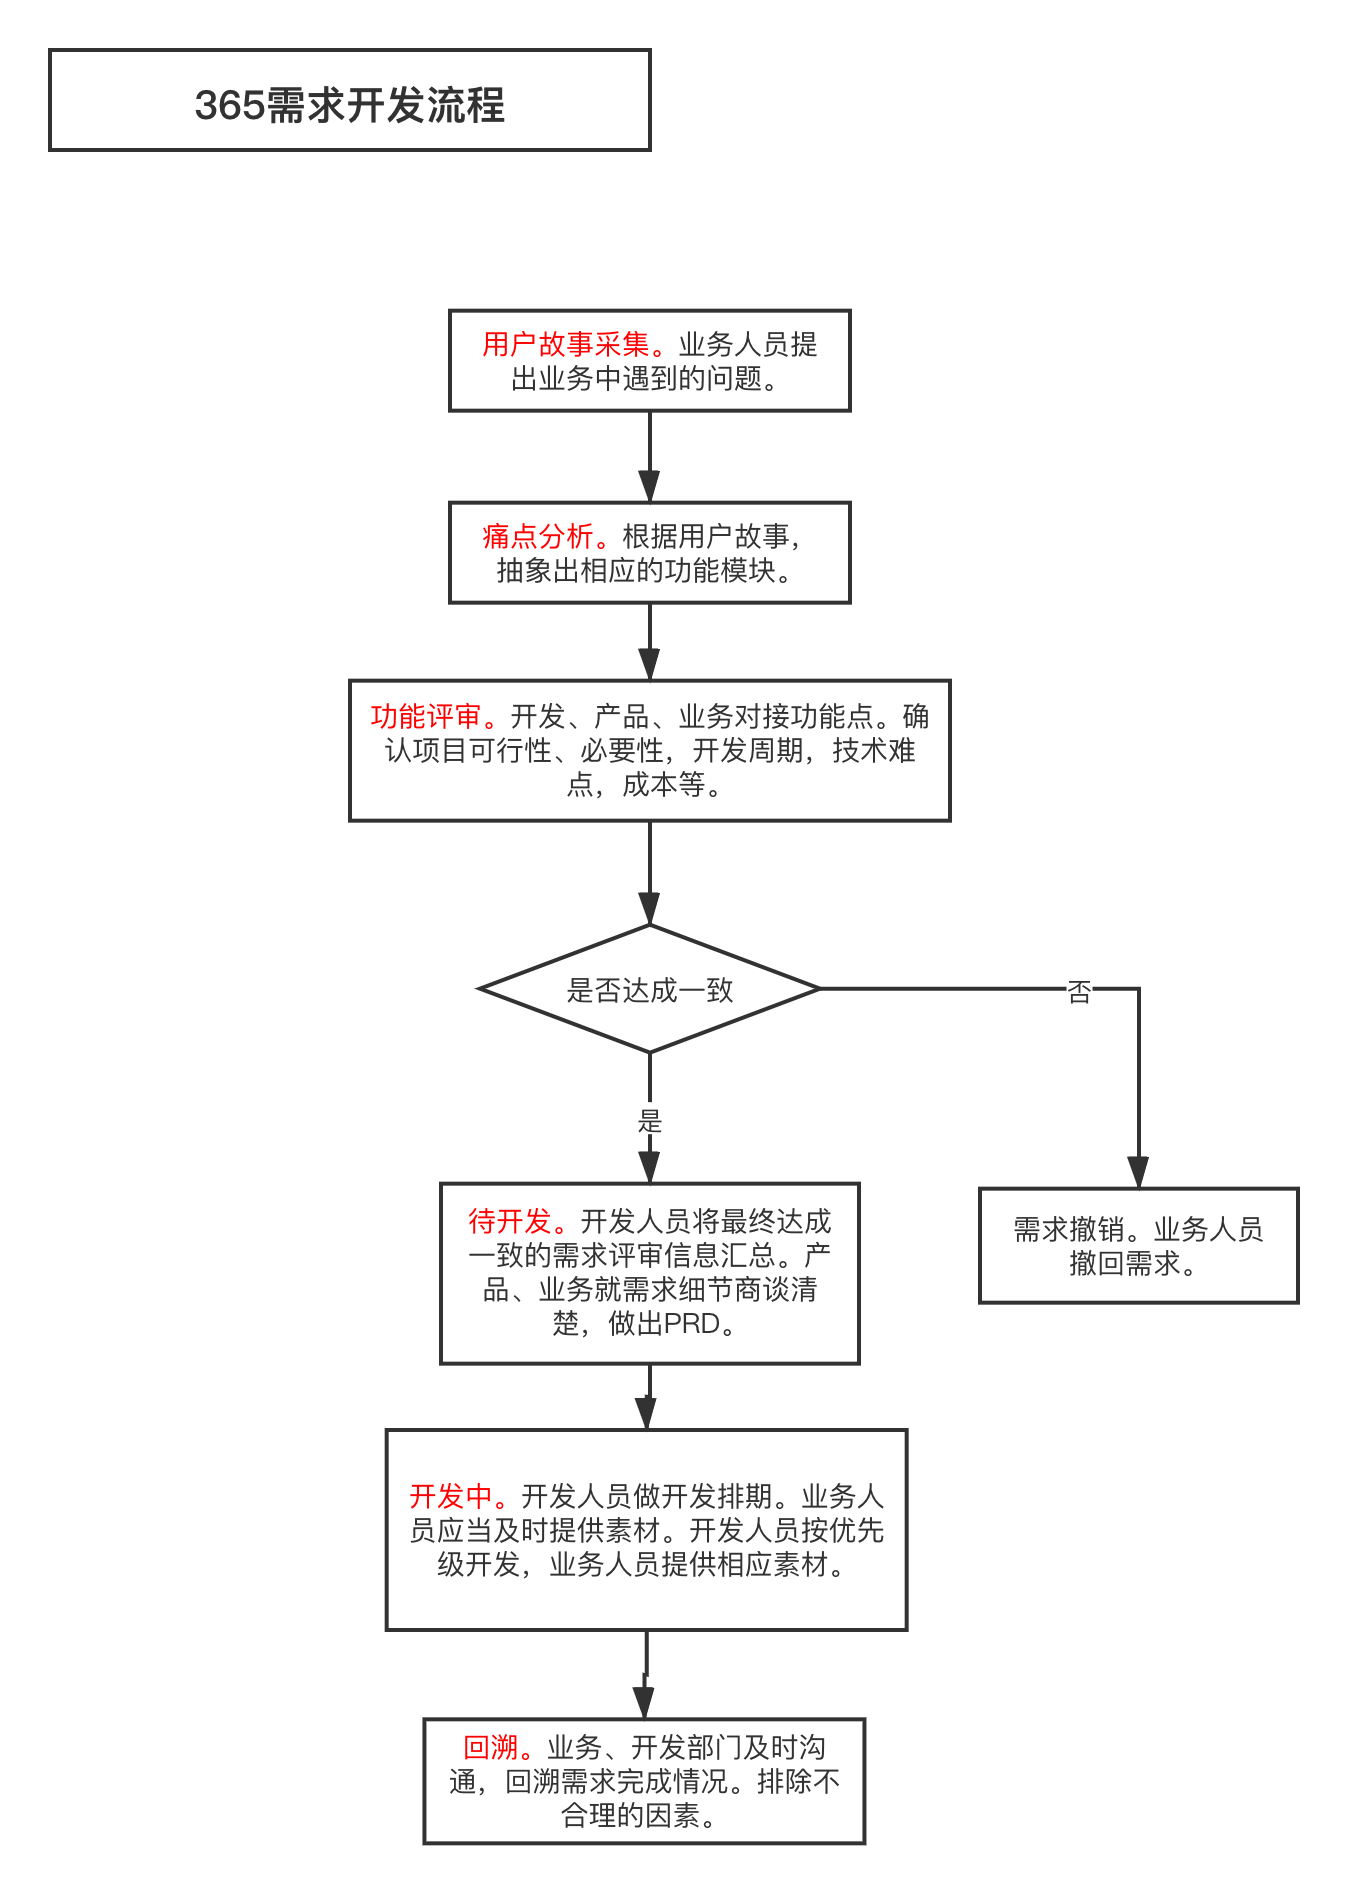 365需求开发流程
用户故事采集。业务人员提
出业务中遇到的问题。
痛点分析。根据用户故事，
抽象出相应的功能模块。
功能评审。开发、产品、业务对接功能点。确
认项目可行性、必要性，开发周期，技术难
点，成本等。
是否达成一致
否
是
待开发。开发人员将最终达成
一致的需求评审信息汇总。产
品、业务就需求细节商谈清
楚，做出PRD。
需求撤销。业务人员
撤回需求。
开发中。开发人员做开发排期。业务人
员应当及时提供素材。开发人员按优先
级开发，业务人员提供相应素材。
回溯。业务、开发部门及时沟
通，回溯需求完成情况。排除不
合理的因素。